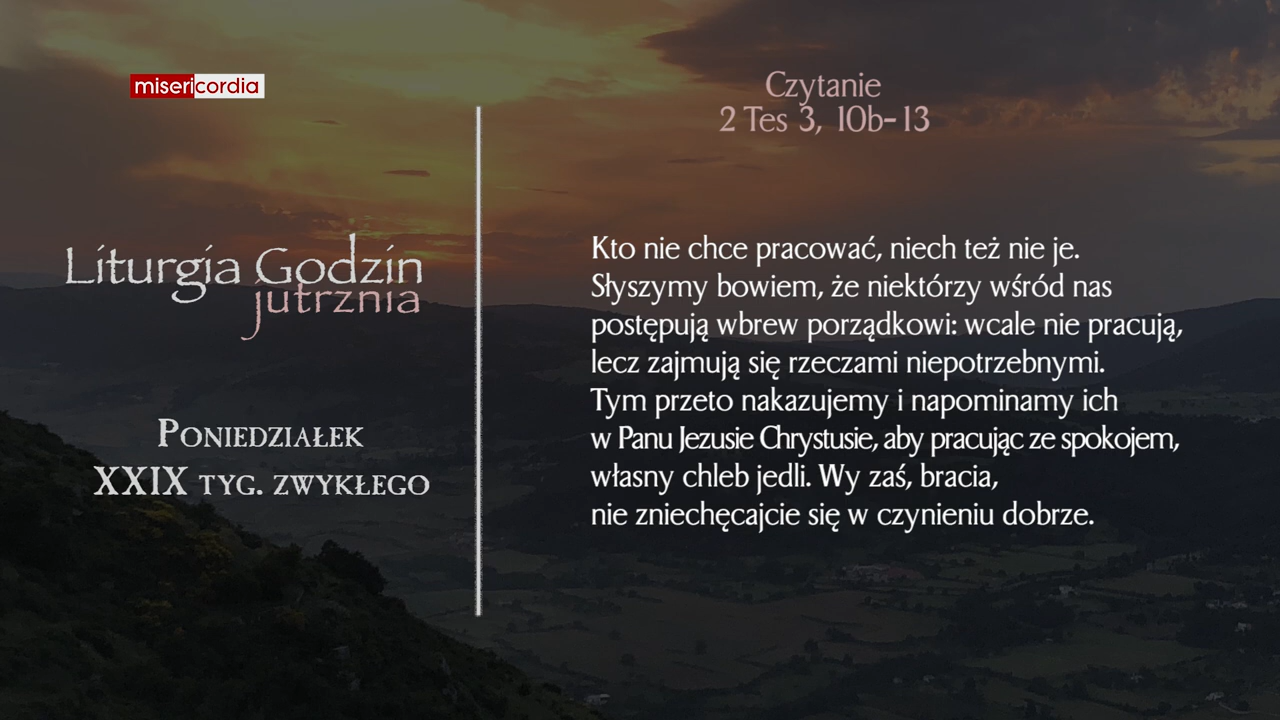 misericordia
Liturgia Godzin
jutrznia
Poniedziałek
XXIX tyg. zwykłego
Czytanie
2 Tes 3, 10b-13
Kto nie chce pracować, niech też nie je.
Słyszymy bowiem, że niektórzy wśród nas
postępują wbrew porządkowi: wcale nie pracują,
lecz zajmują się rzeczami niepotrzebnymi.
Tym przeto nakazujemy i napominamy ich
w Panu Jezusie Chrystusie, aby pracując ze spokojem,
własny chleb jedli. Wy zaś, bracia,
nie zniechęcajcie się w czynieniu dobrze.